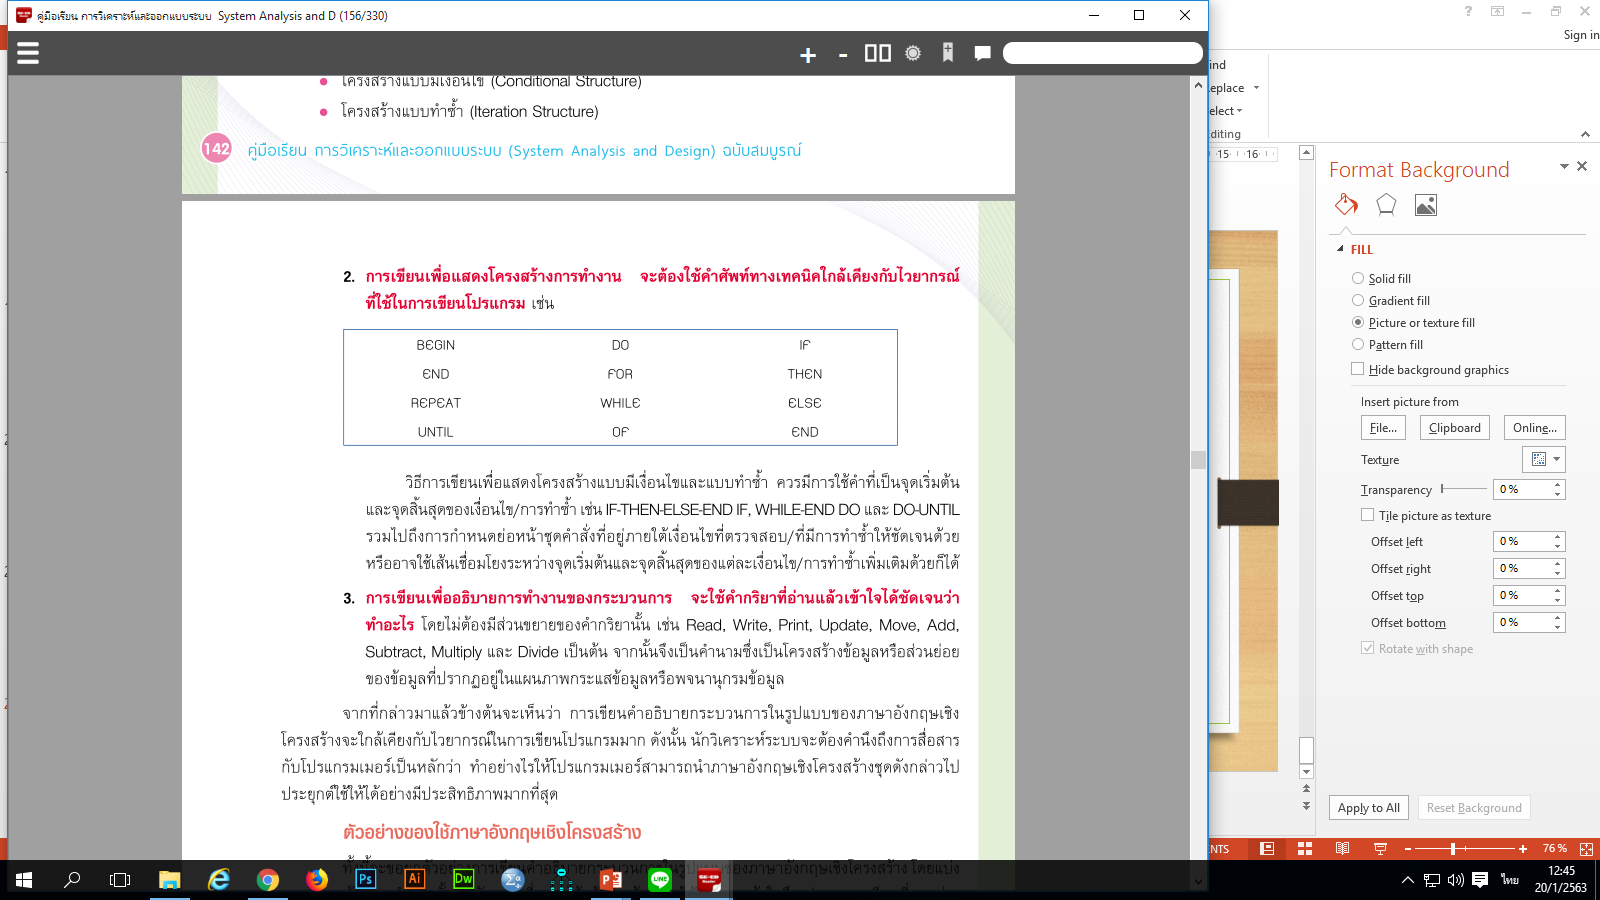 คู่มือเรียน การวิเคราะห์และออกแบบระบบ System Analysis and D (156/330)
Sign in
โครงสร้างแบบมีเงื่อนไข (Conditional Structure)
โครงสร้างแบบทำซ้ำ (Iteration Structure)
142 คู่มือเรียน การวิเคราะห์และออกแบบระบบ (System Analysis and Design) ฉบับสมบูรณ์
2. การเขียนเพื่อแสดงโครงสร้างการทำงาน จะต้องใช้คำศัพท์ทางเทคนิคใกล้เคียงกับไวยากรณ์
ที่ใช้ในการเขียนโปรแกรม เช่น
BEGIN DO IF
END FOR THEN
REPEAT WHILE ELSE
UNTIL OF END
วิธีการเขียนเพื่อแสดงโครงสร้างแบบมีเงื่อนไขและแบบทำซ้ำ ควรมีการใช้คำที่เป็นจุดเริ่มต้น
และจุดสิ้นสุดของเงื่อนไข/การทำซ้ำ เช่น IF-THEN-ELSE-END IF, WHILE-END DO และ DO-UNTIL
รวมไปถึงการกำหนดย่อหน้าชุดคำสั่งที่อยู่ภายใต้เงื่อนไขที่ตรวจสอบ/ที่มีการทำซ้ำให้ชัดเจนด้วย
หรืออาจใช้เส้นเชื่อมโยงระหว่างจุดเริ่มต้นและจุดสิ้นสุดของแต่ละเงื่อนไข/การทำซ้ำเพิ่มเติมด้วยก็ได้
3. การเขียนเพื่ออธิบายการทำงานของกระบวนการ จะใช้คำกริยาที่อ่านแล้วเข้าใจได้ชัดเจนว่า
ทำอะไร โดยไม่ต้องมีส่วนขยายของคำกริยานั้น เช่น Read, Write, Print, Update, Move, Add,
Subtract, Multiply และ Divide เป็นต้น จากนั้นจึงเป็นคำนามซึ่งเป็นโครงสร้างข้อมูลหรือส่วนย่อย
ของข้อมูลที่ปรากฏอยู่ในแผนภาพกระแสข้อมูลหรือพจนานุกรมข้อมูล
จากที่กล่าวมาแล้วข้างต้นจะเห็นว่า การเขียนคำอธิบายกระบวนการในรูปแบบของภาษาอังกฤษเชิง
โครงสร้างจะใกล้เคียงกับไวยากรณ์ในการเขียนโปรแกรมมาก ดังนั้น นักวิเคราะห์ระบบจะต้องคำนึงถึงการสื่อสาร
กับโปรแกรมเมอร์เป็นหลักว่า ทำอย่างไรให้โปรแกรมเมอร์สามารถนำภาษาอังกฤษเชิงโครงสร้างชุดดังกล่าวไป
ประยุกต์ใช้ให้ได้อย่างมีประสิทธิภาพมากที่สุด
ตัวอย่างของใช้ภาษาอังกฤษเชิงโครงสร้าง
ind
eplace
elect
diting
15 16
Format Background
FILL
Solid fill
Gradient fill
Picture or texture fill
Pattern fill
Hide background graphics
Insert picture from
File... Clipboard Online...
Texture
Transparency 0 %
Tile picture as texture
Offset left 0 %
Offset right 0 %
Offset top 0 %
Offset bottom 0 %
Rotate with shape
Apply to All Reset Background
NTS 76 %
Ps Ai Dw LINE
ไทย
12:45
20/1/2563